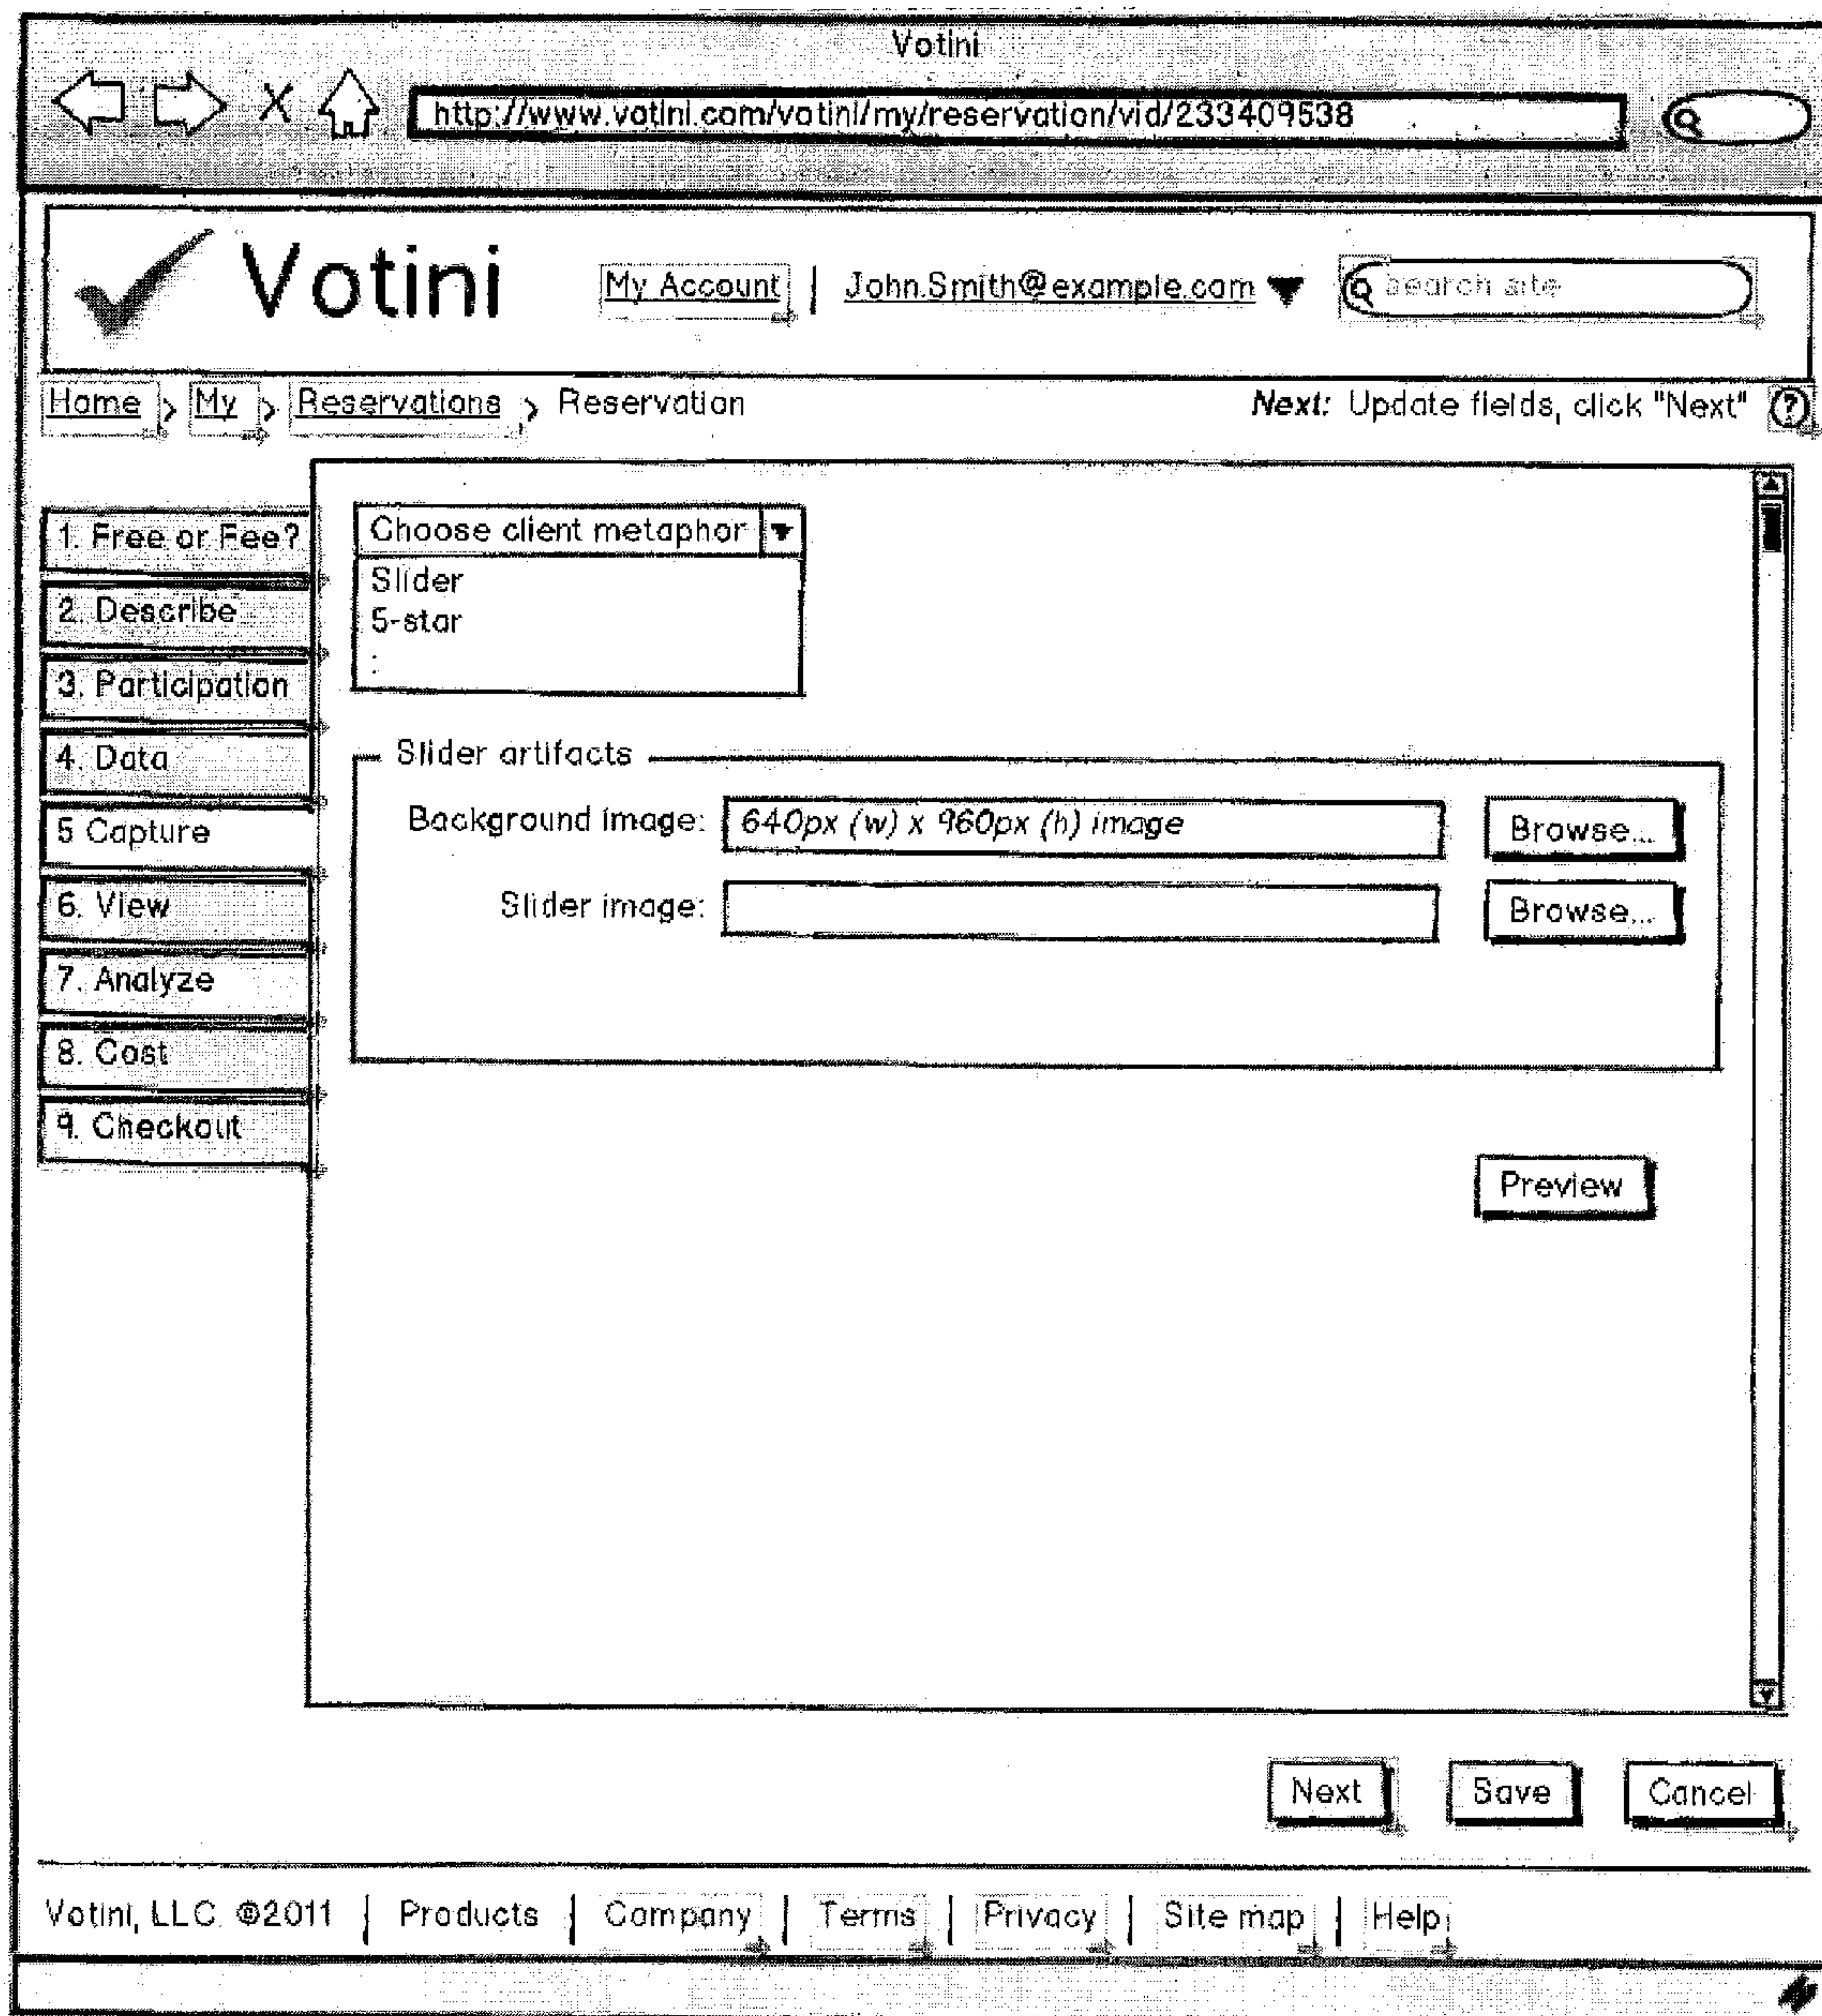 Votini
X http://www.votini.com/votini/my/reservation/vid/233409538
Votini My Account | John.Smith@example.com search site
Home > My > Reservations > Reservation Next: Update fields, click "Next" ?
1. Free or Fee?
2. Describe
3. Participation
4. Data
5 Capture
6. View
7. Analyze
8. Cost
9. Checkout
Choose client metaphor
Slider
5-star
:
Slider artifacts
Background image: 640px (w) x 960px (h) image Browse...
Slider image: Browse...
Preview
Next Save Cancel
Votini, LLC. ©2011 | Products | Company | Terms | Privacy | Site map | Help